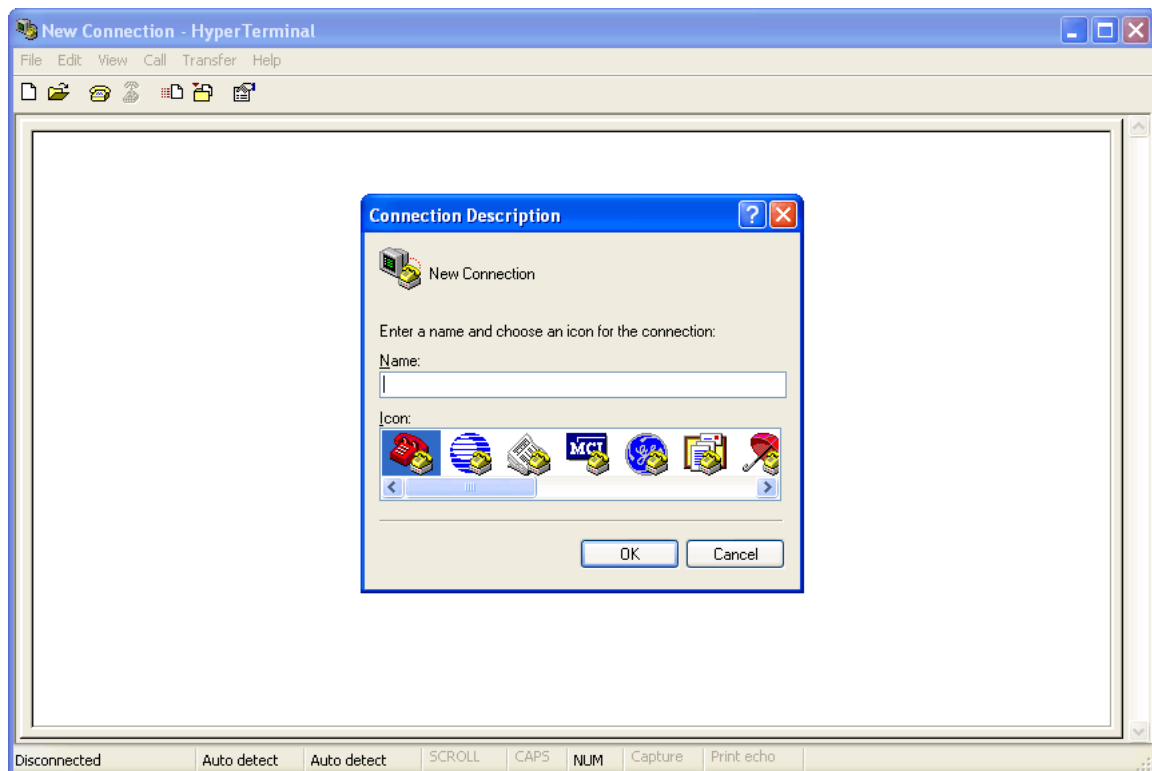 New Connection - HyperTerminal
File Edit View Call Transfer Help
Connection Description
New Connection
Enter a name and choose an icon for the connection:
Name:
Icon:
MCI
OK Cancel
Disconnected Auto detect Auto detect SCROLL CAPS NUM Capture Print echo